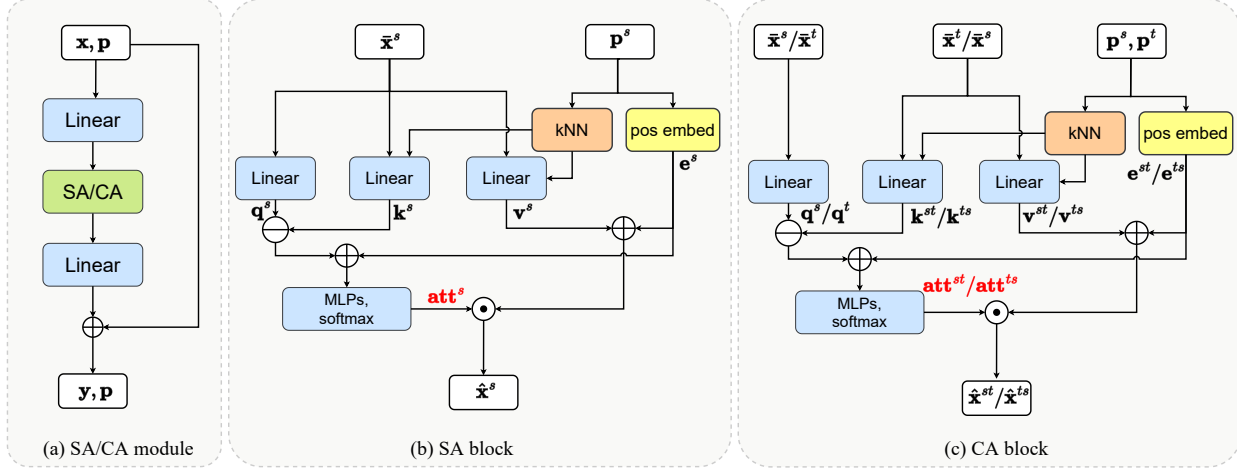 x, p
Linear
SA/CA
Linear
y, p
(a) SA/CA module
x̄ˢ
pˢ
kNN
pos embed
eˢ
Linear
Linear
Linear
qˢ
kˢ
vˢ
MLPs,
softmax
attˢ
x̂ˢ
(b) SA block
x̄ˢ/x̄ᵗ
x̄ᵗ/x̄ˢ
pˢ, pᵗ
kNN
pos embed
eˢᵗ/eᵗˢ
Linear
Linear
Linear
qˢ/qᵗ
kˢᵗ/kᵗˢ
vˢᵗ/vᵗˢ
MLPs,
softmax
attˢᵗ/attᵗˢ
x̂ˢᵗ/x̂ᵗˢ
(c) CA block